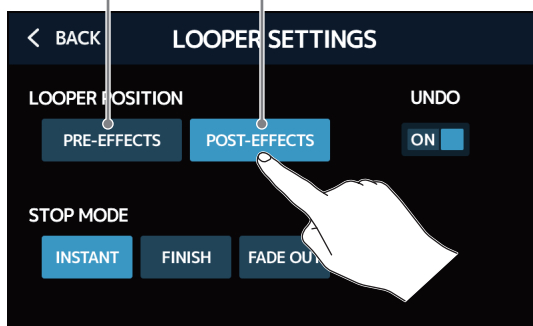 BACK
LOOPER SETTINGS
LOOPER POSITION
UNDO
PRE-EFFECTS
POST-EFFECTS
ON
STOP MODE
INSTANT
FINISH
FADE OUT